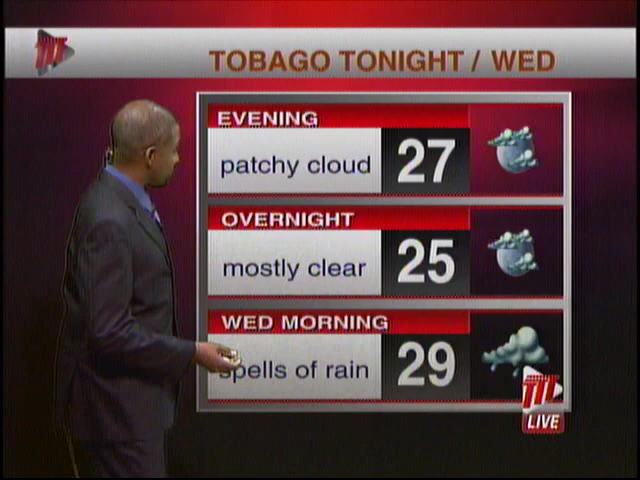 TOBAGO TONIGHT / WED
EVENING
patchy cloud
27
OVERNIGHT
mostly clear
25
WED MORNING
spells of rain
29
LIVE